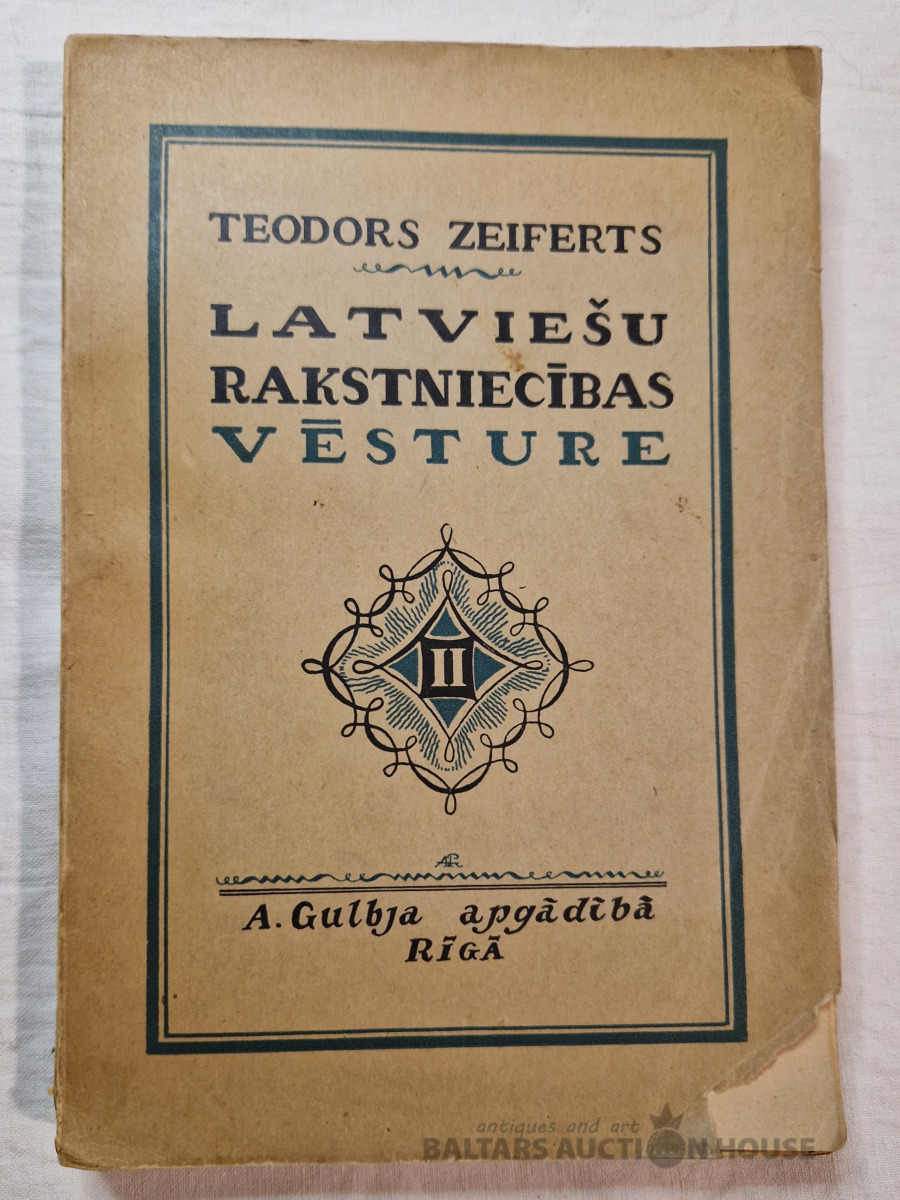 TEODORS ZEIFERTS
LATVIEŠU
RAKSTNIECĪBAS
VĒSTURE
II
A. Gulbja apgādībā
RĪGĀ
antiques and art
BALTARS AUCTION HOUSE